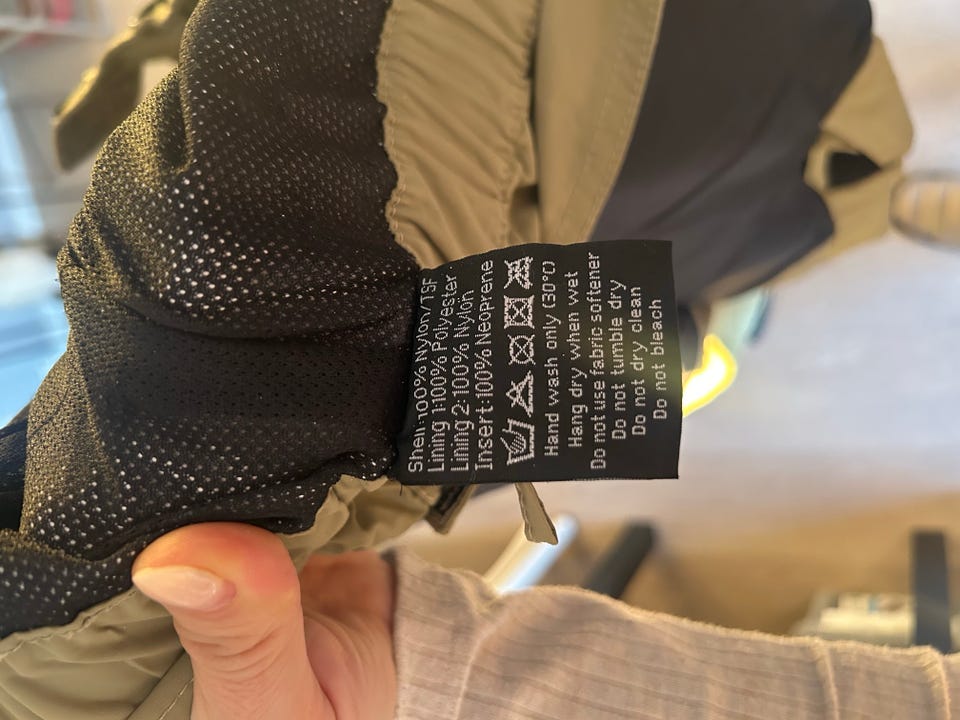 Shell:100% Nylon/TSF
Lining 1:100% Polyester
Lining 2: 100% Nylon
Insert:100% Neoprene
Hand wash only (30°C)
Hang dry when wet
Do not use fabric softener
Do not tumble dry
Do not dry clean
Do not bleach